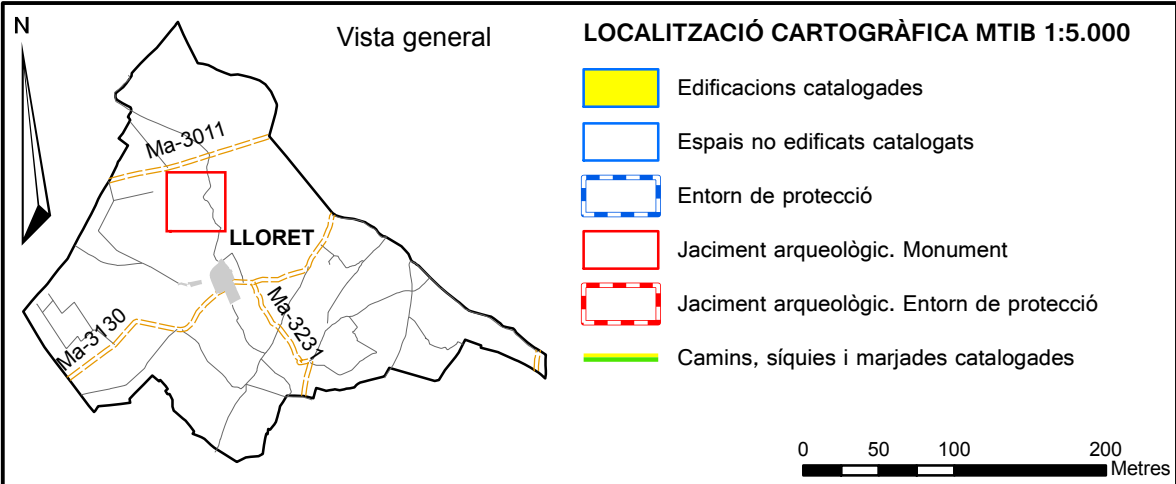 N
Vista general
Ma-3011
LLORET
Ma-3130
Ma-3231
LOCALITZACIÓ CARTOGRÀFICA MTIB 1:5.000
Edificacions catalogades
Espais no edificats catalogats
Entorn de protecció
Jaciment arqueològic. Monument
Jaciment arqueològic. Entorn de protecció
Camins, síquies i marjades catalogades
0 50 100 200
Metres